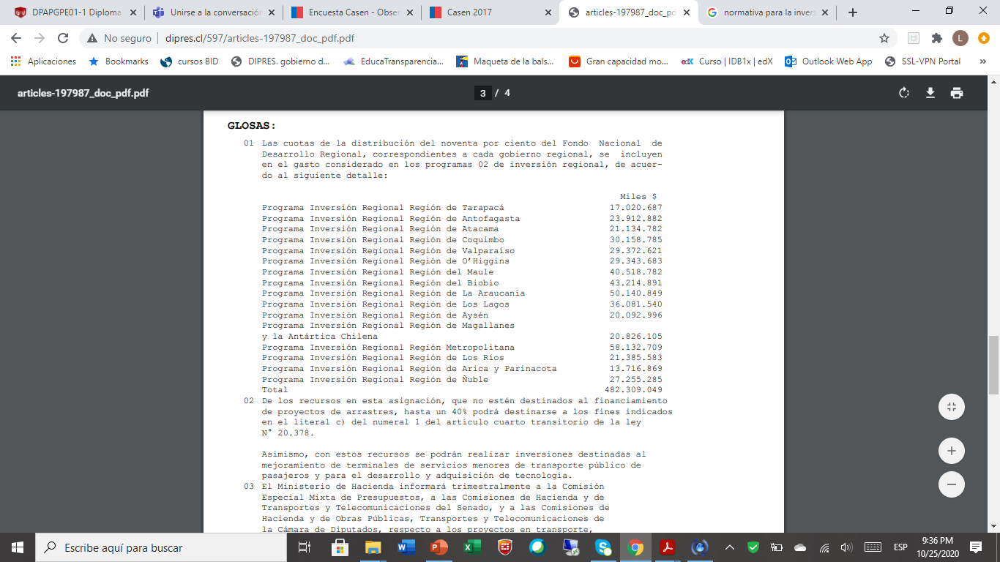 DPAPGPE01-1 Diploma
Unirse a la conversación
Encuesta Casen - Obser
Casen 2017
articles-197987_doc_pd
normativa para la invers
No seguro
dipres.cl/597/articles-197987_doc_pdf.pdf
L
Aplicaciones
Bookmarks
cursos BID
DIPRES. gobierno d...
EducaTransparencia...
Maqueta de la bals...
Gran capacidad mo...
edX Curso | IDB1x | edX
Outlook Web App
SSL-VPN Portal
»
articles-197987_doc_pdf.pdf
3 / 4
GLOSAS:
01 Las cuotas de la distribución del noventa por ciento del Fondo Nacional de
Desarrollo Regional, correspondientes a cada gobierno regional, se incluyen
en el gasto considerado en los programas 02 de inversión regional, de acuer-
do al siguiente detalle:
Miles $
Programa Inversión Regional Región de Tarapacá 17.020.687
Programa Inversión Regional Región de Antofagasta 23.912.882
Programa Inversión Regional Región de Atacama 21.134.782
Programa Inversión Regional Región de Coquimbo 30.158.785
Programa Inversión Regional Región de Valparaíso 29.372.621
Programa Inversión Regional Región de O’Higgins 29.343.683
Programa Inversión Regional Región del Maule 40.518.782
Programa Inversión Regional Región del Biobío 43.214.891
Programa Inversión Regional Región de La Araucanía 50.140.849
Programa Inversión Regional Región de Los Lagos 36.081.540
Programa Inversión Regional Región de Aysén 20.092.996
Programa Inversión Regional Región de Magallanes
y la Antártica Chilena 20.826.105
Programa Inversión Regional Región Metropolitana 58.132.709
Programa Inversión Regional Región de Los Ríos 21.385.583
Programa Inversión Regional Región de Arica y Parinacota 13.716.869
Programa Inversión Regional Región de Ñuble 27.255.285
Total 482.309.049
02 De los recursos en esta asignación, que no estén destinados al financiamiento
de proyectos de arrastres, hasta un 40% podrá destinarse a los fines indicados
en el literal c) del numeral 1 del artículo cuarto transitorio de la ley
N° 20.378.
Asimismo, con estos recursos se podrán realizar inversiones destinadas al
mejoramiento de terminales de servicios menores de transporte público de
pasajeros y para el desarrollo y adquisición de tecnología.
03 El Ministerio de Hacienda informará trimestralmente a la Comisión
Especial Mixta de Presupuestos, a las Comisiones de Hacienda y de
Transportes y Telecomunicaciones del Senado, y a las Comisiones de
Hacienda y de Obras Públicas, Transportes y Telecomunicaciones de
la Cámara de Diputados, respecto a los proyectos en transporte,
Escribe aquí para buscar
ESP
9:36 PM
10/25/2020